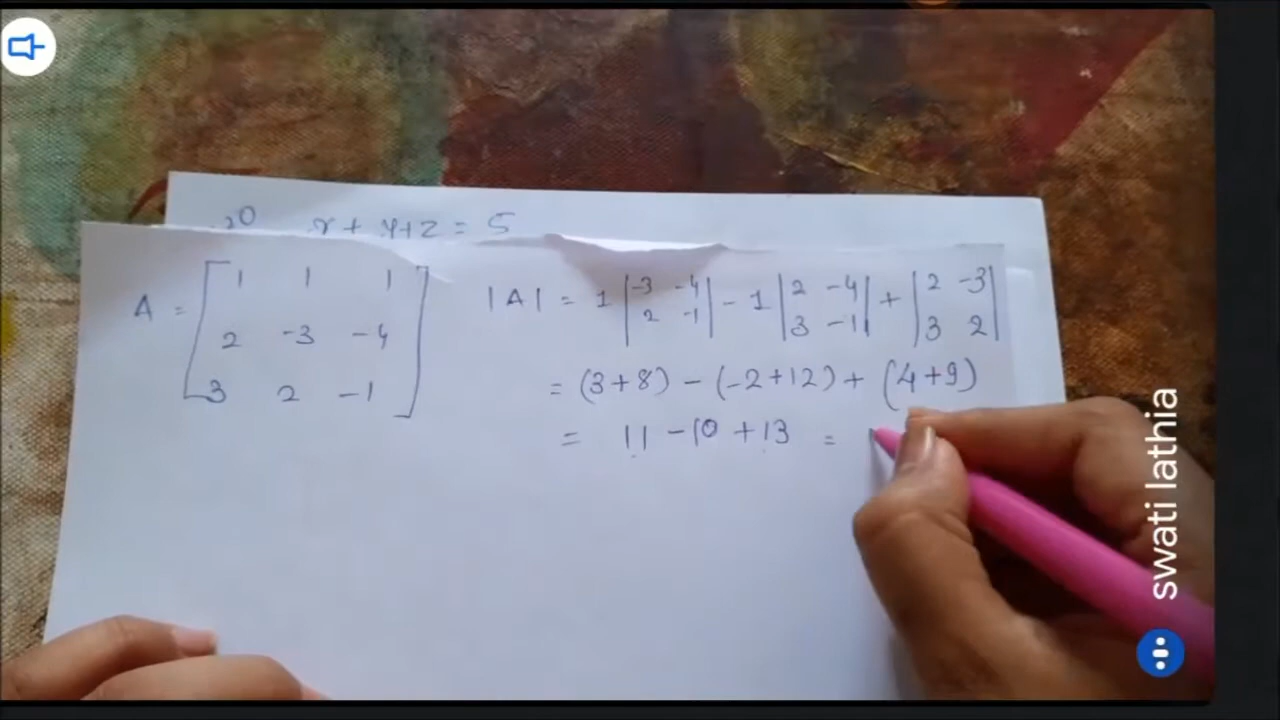 x + y + z = 5
A = [ 1 1 1
2 -3 -4
3 2 -1 ]
|A| = 1 |-3 -4 2 -1| - 1 |2 -4 3 -1| + |2 -3 3 2|
= (3+8) - (-2+12) + (4+9)
= 11 - 10 + 13 =
swati lathia